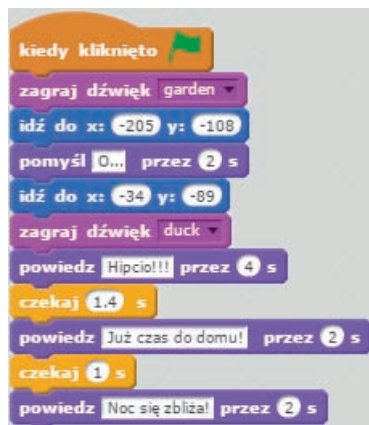 kiedy kliknięto
zagraj dźwięk garden
idź do x: -205 y: -108
pomyśl O... przez 2 s
idź do x: -34 y: -89
zagraj dźwięk duck
powiedz Hipcio!!! przez 4 s
czekaj 1.4 s
powiedz Już czas do domu! przez 2 s
czekaj 1 s
powiedz Noc się zbliża! przez 2 s